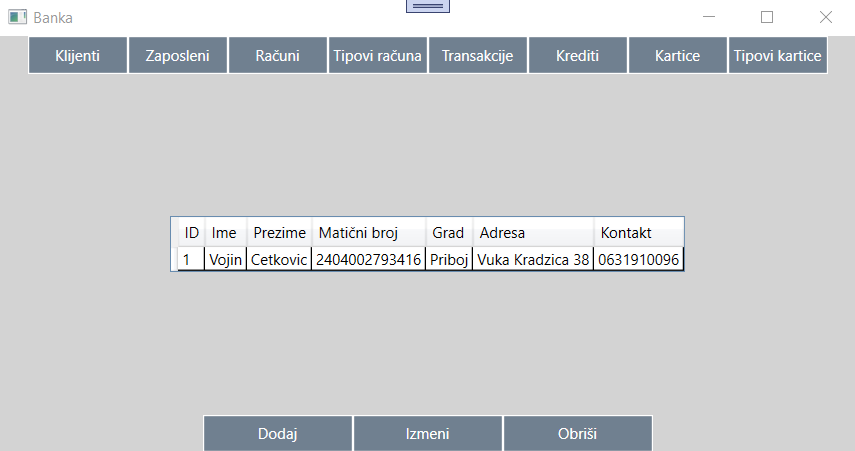 Banka
Klijenti Zaposleni Računi Tipovi računa Transakcije Krediti Kartice Tipovi kartice
ID Ime Prezime Matični broj Grad Adresa Kontakt
1 Vojin Cetkovic 2404002793416 Priboj Vuka Kradzica 38 0631910096
Dodaj Izmeni Obriši